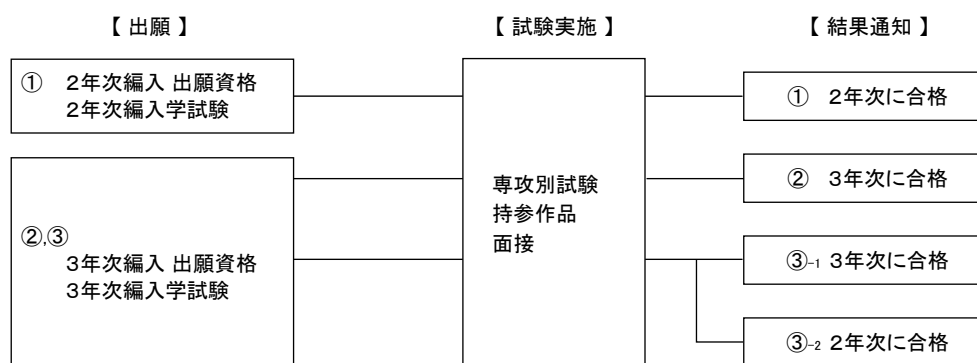 【 出願 】
【 試験実施 】
【 結果通知 】
① 2年次編入 出願資格
2年次編入学試験
②,③
3年次編入 出願資格
3年次編入学試験
専攻別試験
持参作品
面接
① 2年次に合格
② 3年次に合格
③-1 3年次に合格
③-2 2年次に合格